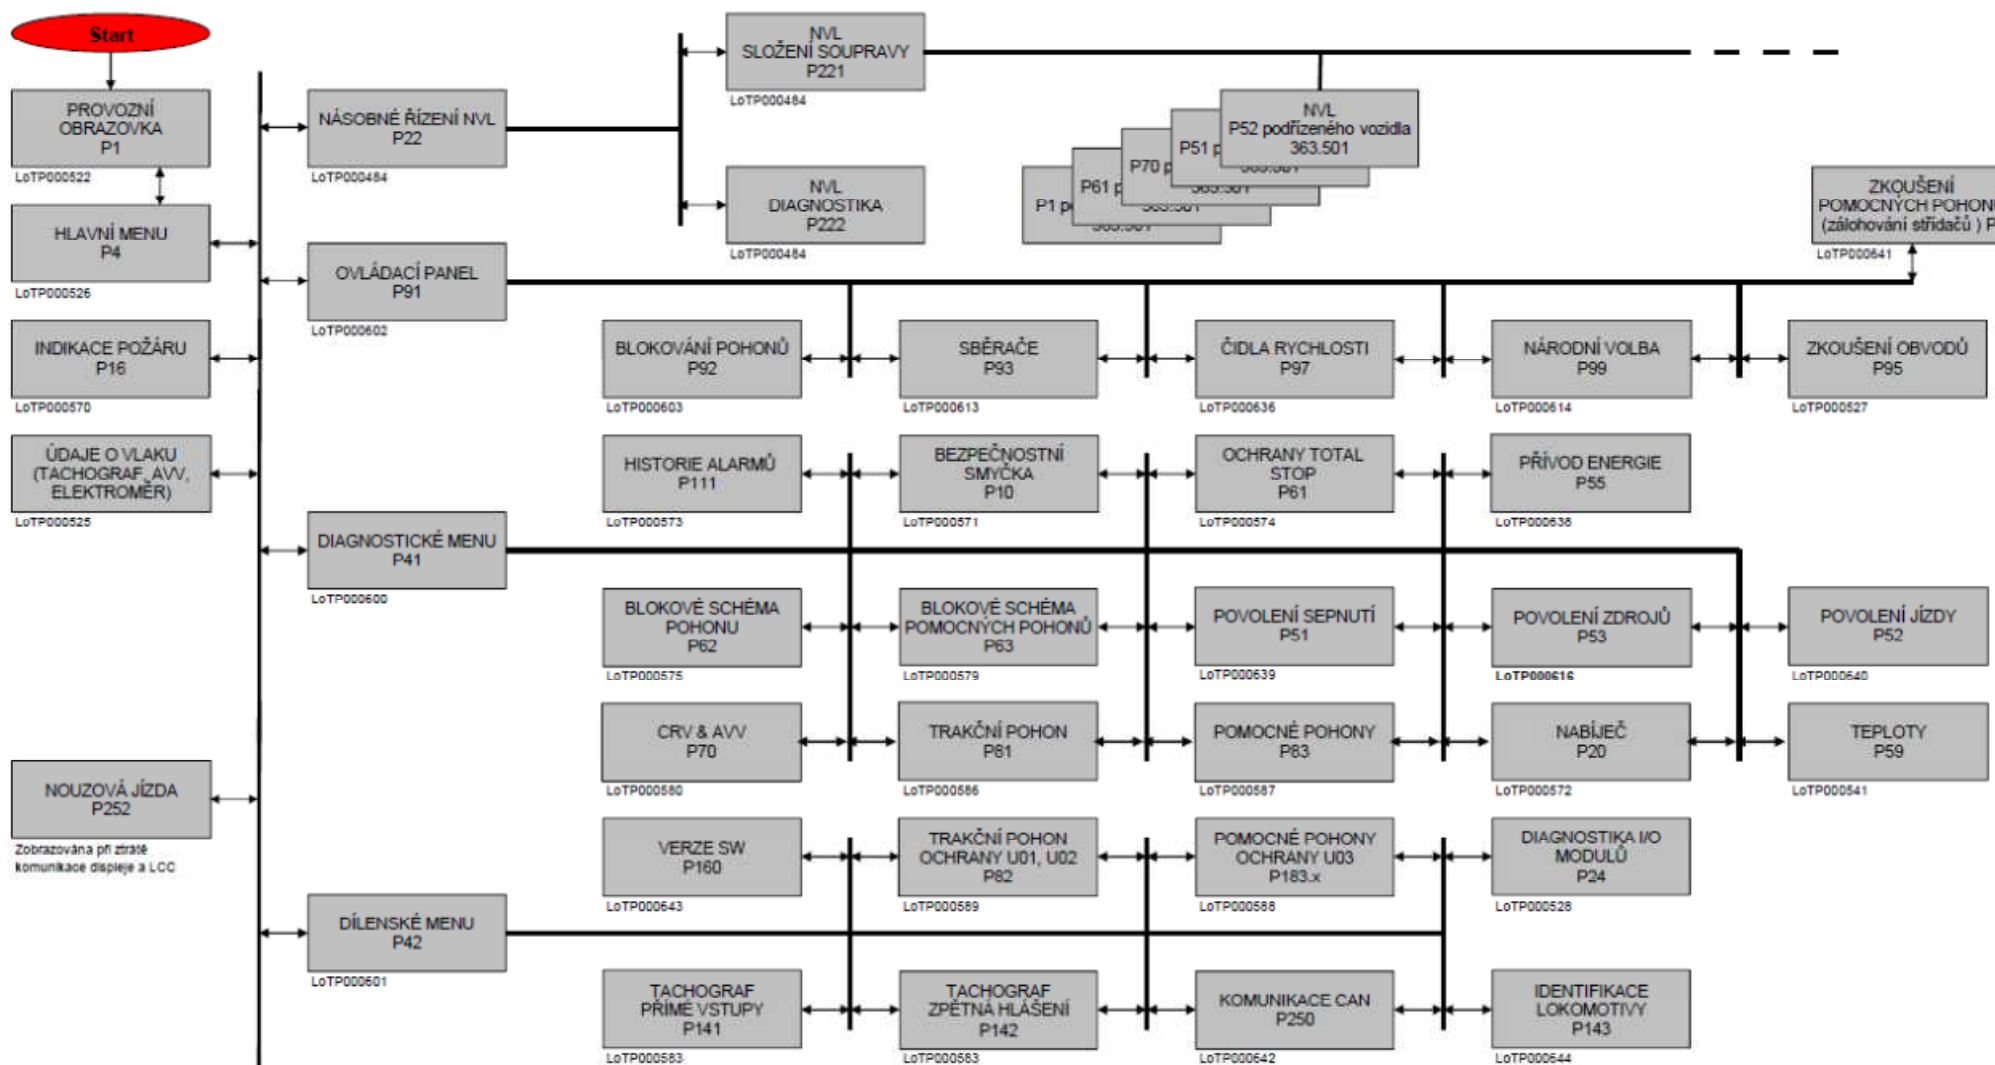 Start
PROVOZNÍ
OBRAZOVKA
P1
LoTP000522
HLAVNÍ MENU
P4
LoTP000526
INDIKACE POŽÁRU
P16
LoTP000570
ÚDAJE O VLAKU
(TACHOGRAF, AVV,
ELEKTROMĚR)
LoTP000525
NOUZOVÁ JÍZDA
P252
Zobrazována při ztrátě
komunikace displeje a LCC
NÁSOBNÉ ŘÍZENÍ NVL
P22
LoTP000484
NVL
SLOŽENÍ SOUPRAVY
P221
LoTP000484
NVL
DIAGNOSTIKA
P222
LoTP000484
NVL
P52 podřízeného vozidla
363.501
P51 p
363.501
P70 p
363.501
P61 p
363.501
P1 p
363.501
ZKOUŠENÍ
POMOCNÝCH POHONŮ
(zálohování střídačů ) P
LoTP000641
OVLÁDACÍ PANEL
P91
LoTP000602
BLOKOVÁNÍ POHONŮ
P92
LoTP000603
SBĚRAČE
P93
LoTP000613
ČIDLA RYCHLOSTI
P97
LoTP000636
NÁRODNÍ VOLBA
P99
LoTP000614
ZKOUŠENÍ OBVODŮ
P95
LoTP000527
HISTORIE ALARMŮ
P111
LoTP000573
BEZPEČNOSTNÍ
SMYČKA
P10
LoTP000571
OCHRANY TOTAL
STOP
P61
LoTP000574
PŘÍVOD ENERGIE
P55
LoTP000638
DIAGNOSTICKÉ MENU
P41
LoTP000600
BLOKOVÉ SCHÉMA
POHONU
P62
LoTP000575
BLOKOVÉ SCHÉMA
POMOCNÝCH POHONŮ
P63
LoTP000579
POVOLENÍ SEPNUTÍ
P51
LoTP000639
POVOLENÍ ZDROJŮ
P53
LoTP000616
POVOLENÍ JÍZDY
P52
LoTP000640
CRV & AVV
P70
LoTP000580
TRAKČNÍ POHON
P81
LoTP000586
POMOCNÉ POHONY
P83
LoTP000587
NABÍJEČ
P20
LoTP000572
TEPLOTY
P59
LoTP000541
VERZE SW
P160
LoTP000643
TRAKČNÍ POHON
OCHRANY U01, U02
P82
LoTP000589
POMOCNÉ POHONY
OCHRANY U03
P183.x
LoTP000588
DIAGNOSTIKA I/O
MODULŮ
P24
LoTP000528
DÍLENSKÉ MENU
P42
LoTP000601
TACHOGRAF
PŘÍMÉ VSTUPY
P141
LoTP000583
TACHOGRAF
ZPĚTNÁ HLÁŠENÍ
P142
LoTP000583
KOMUNIKACE CAN
P250
LoTP000642
IDENTIFIKACE
LOKOMOTIVY
P143
LoTP000644